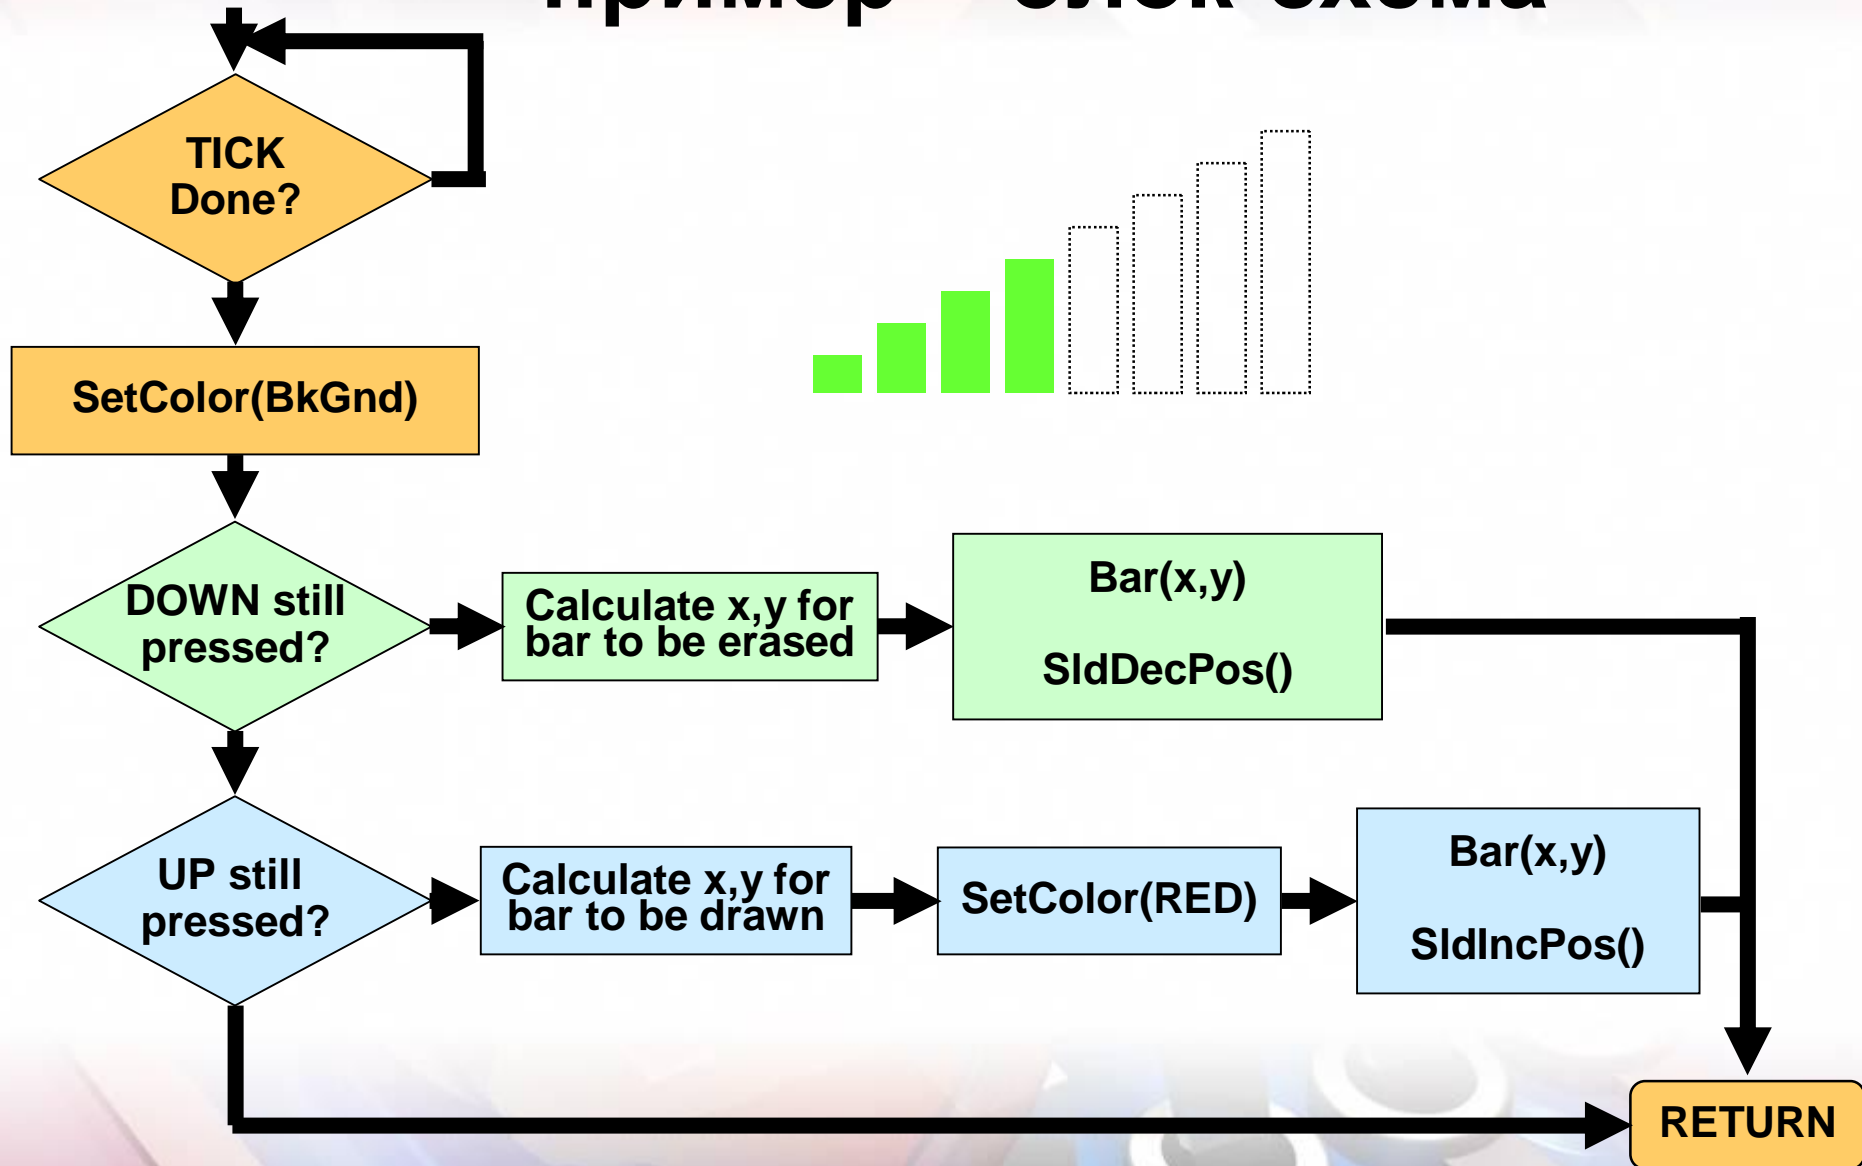 TICK
Done?
SetColor(BkGnd)
DOWN still
pressed?
Calculate x,y for
bar to be erased
Bar(x,y)
SldDecPos()
UP still
pressed?
Calculate x,y for
bar to be drawn
SetColor(RED)
Bar(x,y)
SldIncPos()
RETURN